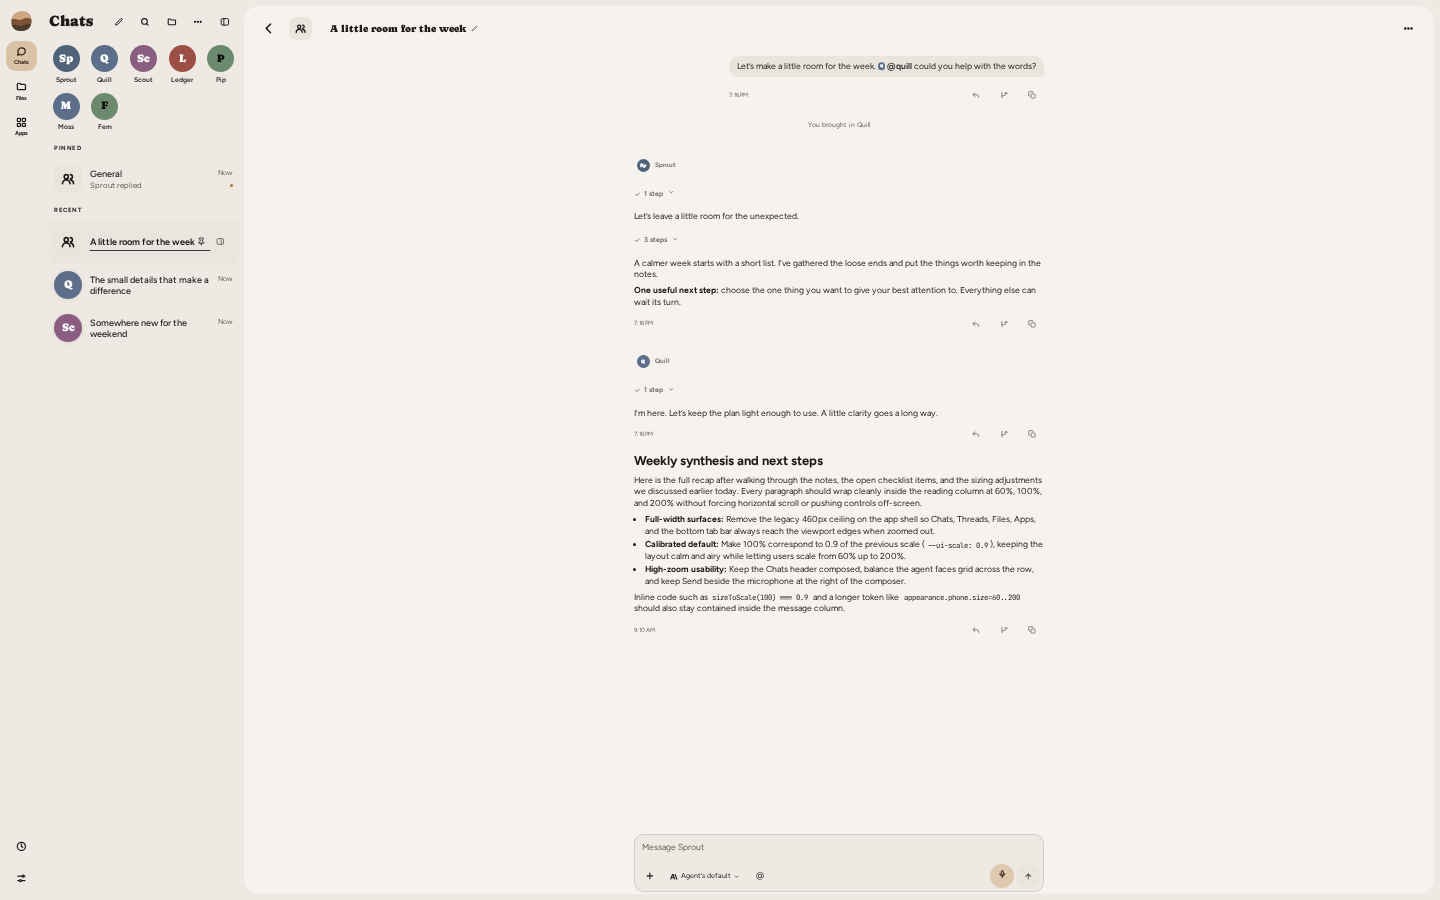 Chats
Chats
Files
Apps
Sp
Q
Sc
L
P
Sprout
Quill
Scout
Ledger
Pip
M
F
Moss
Fern
PINNED
General
Now
Sprout replied
RECENT
A little room for the week
Q
The small details that make a
difference
Now
Sc
Somewhere new for the
weekend
Now
A little room for the week
Let's make a little room for the week. @quill could you help with the words?
7:16 PM
You brought in Quill
Sp
Sprout
1 step
Let's leave a little room for the unexpected.
3 steps
A calmer week starts with a short list. I've gathered the loose ends and put the things worth keeping in the
notes.
One useful next step: choose the one thing you want to give your best attention to. Everything else can
wait its turn.
7:16 PM
Q
Quill
1 step
I'm here. Let's keep the plan light enough to use. A little clarity goes a long way.
7:16 PM
Weekly synthesis and next steps
Here is the full recap after walking through the notes, the open checklist items, and the sizing adjustments
we discussed earlier today. Every paragraph should wrap cleanly inside the reading column at 60%, 100%,
and 200% without forcing horizontal scroll or pushing controls off-screen.
• Full-width surfaces: Remove the legacy 460px ceiling on the app shell so Chats, Threads, Files, Apps,
and the bottom tab bar always reach the viewport edges when zoomed out.
• Calibrated default: Make 100% correspond to 0.9 of the previous scale ( --ui-scale: 0.9 ), keeping the
layout calm and airy while letting users scale from 60% up to 200%.
• High-zoom usability: Keep the Chats header composed, balance the agent faces grid across the row,
and keep Send beside the microphone at the right of the composer.
Inline code such as sizeToScale(100) === 0.9 and a longer token like appearance.phone.size=60..200
should also stay contained inside the message column.
9:10 AM
Message Sprout
Agent's default
@